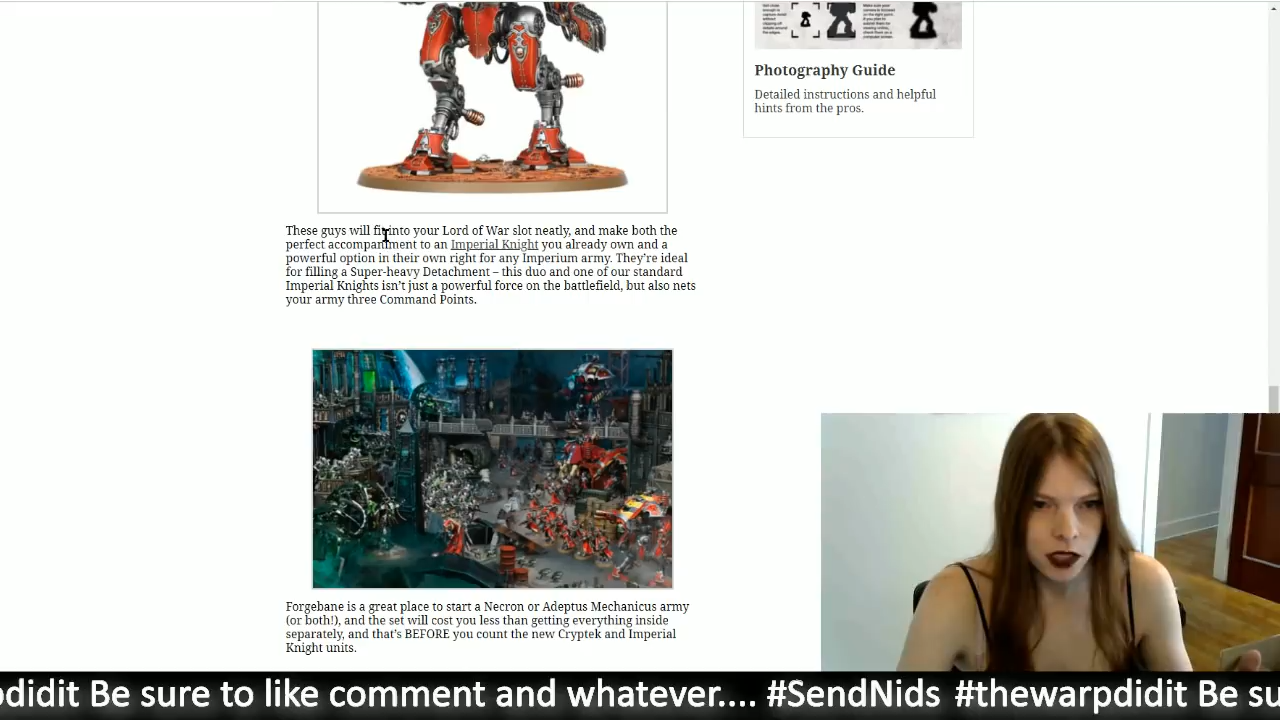 Photography Guide
Detailed instructions and helpful
hints from the pros.
These guys will fit into your Lord of War slot neatly, and make both the
perfect accompaniment to an Imperial Knight you already own and a
powerful option in their own right for any Imperium army. They're ideal
for filling a Super-heavy Detachment – this duo and one of our standard
Imperial Knights isn't just a powerful force on the battlefield, but also nets
your army three Command Points.
Forgebane is a great place to start a Necron or Adeptus Mechanicus army
(or both!), and the set will cost you less than getting everything inside
separately, and that's BEFORE you count the new Cryptek and Imperial
Knight units.
didit Be sure to like comment and whatever.... #SendNids #thewarpdidit Be su